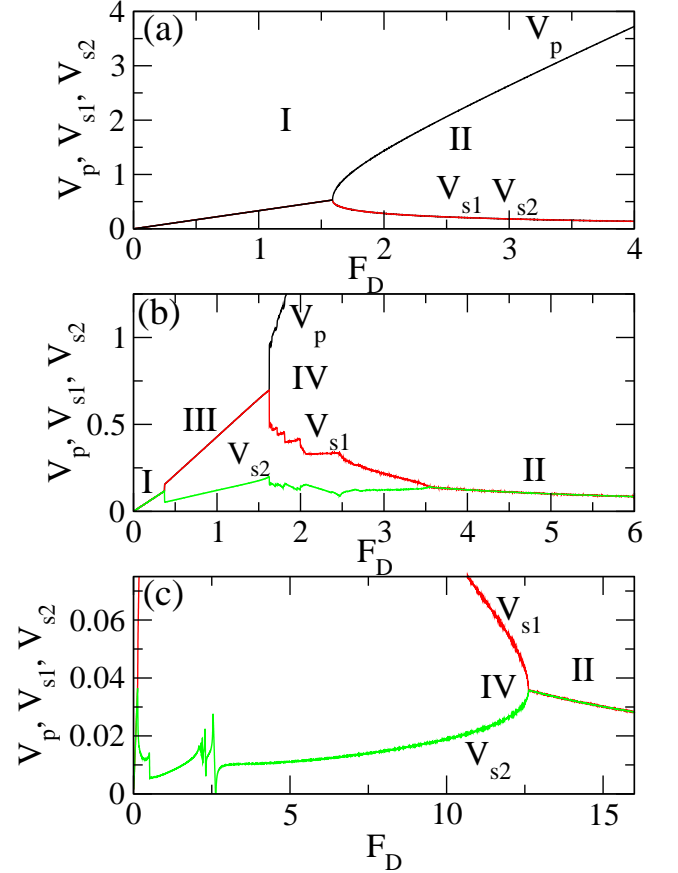 (a)
V_p, V_s1, V_s2
4
3
2
1
0
I
II
V_p
V_s1 V_s2
0 1 2 3 4
F_D
(b)
V_p, V_s1, V_s2
1
0.5
0
I
III
IV
II
V_p
V_s1
V_s2
0 1 2 3 4 5 6
F_D
(c)
V_p, V_s1, V_s2
0.06
0.04
0.02
0
V_s1
IV
II
V_s2
0 5 10 15
F_D